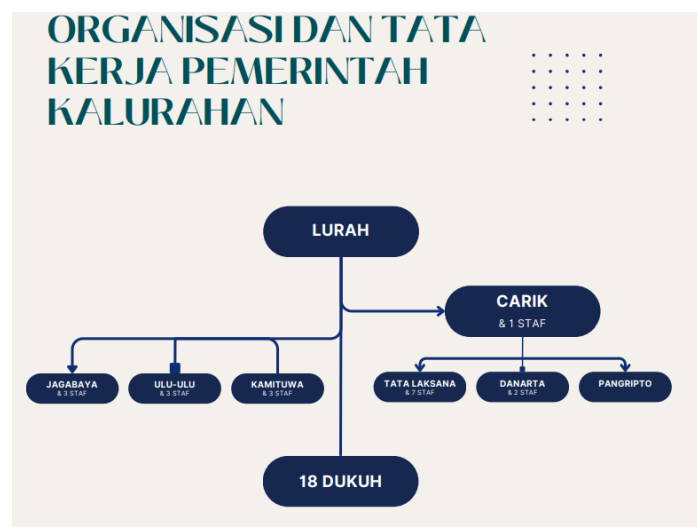 ORGANISASI DAN TATA
KERJA PEMERINTAH
KALURAHAN
LURAH
CARIK
& 1 STAF
JAGABAYA
& 3 STAF
ULU-ULU
& 3 STAF
KAMITUWA
& 3 STAF
TATA LAKSANA
& 7 STAF
DANARTA
& 2 STAF
PANGRIPTO
18 DUKUH